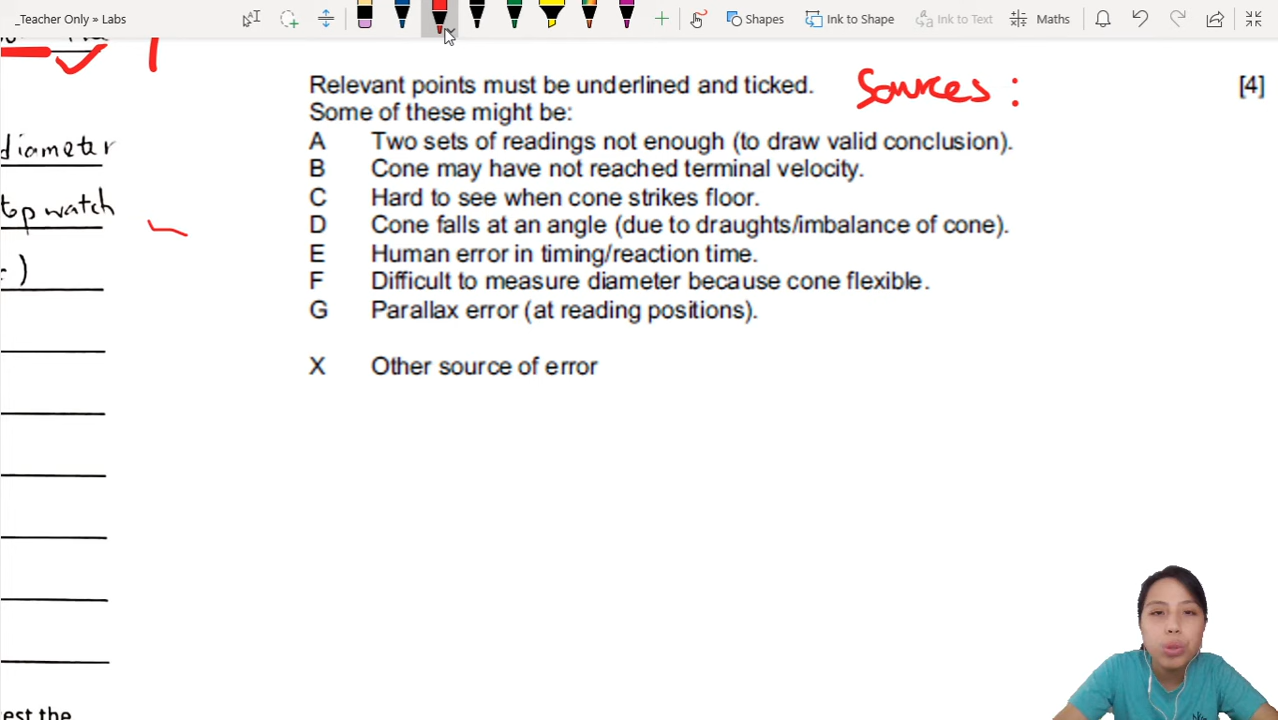 _Teacher Only » Labs
Shapes
Ink to Shape
Ink to Text
Maths
Relevant points must be underlined and ticked. Sources : [4]
Some of these might be:
A Two sets of readings not enough (to draw valid conclusion).
B Cone may have not reached terminal velocity.
C Hard to see when cone strikes floor.
D Cone falls at an angle (due to draughts/imbalance of cone).
E Human error in timing/reaction time.
F Difficult to measure diameter because cone flexible.
G Parallax error (at reading positions).
X Other source of error
diameter
topwatch
est the